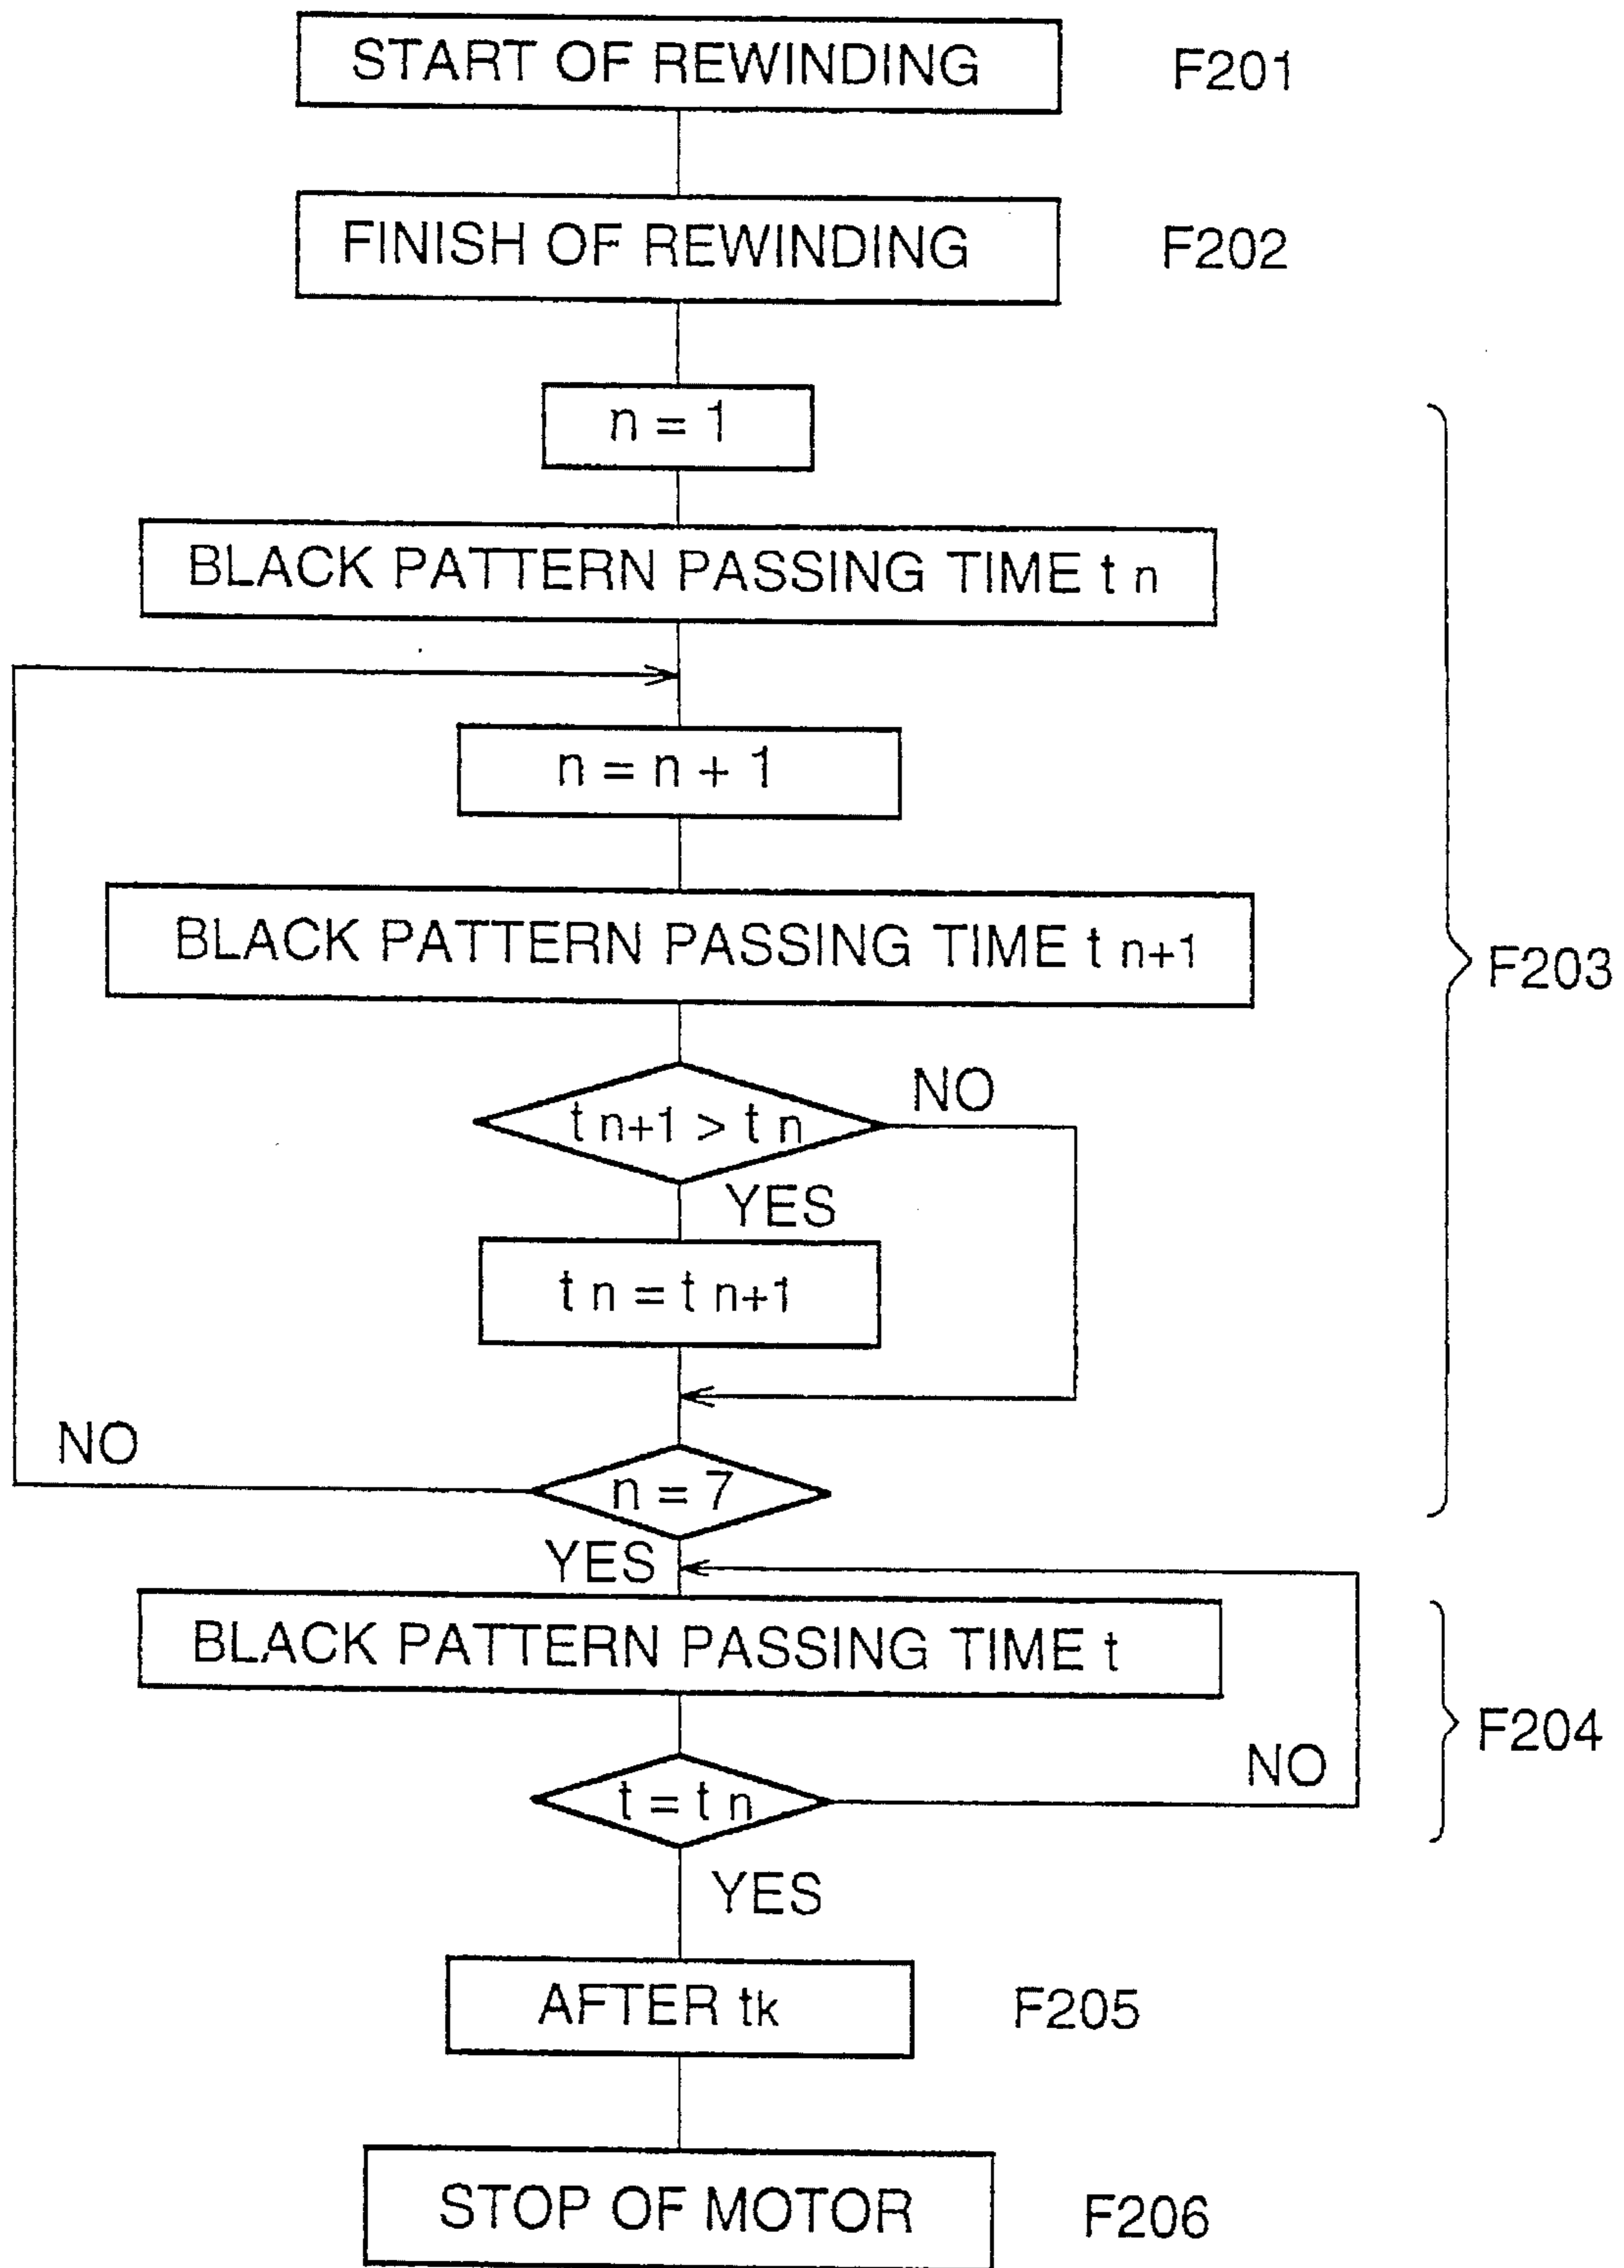 START OF REWINDING F201
FINISH OF REWINDING F202
n = 1
BLACK PATTERN PASSING TIME t n
n = n + 1
BLACK PATTERN PASSING TIME t n+1
F203
t n+1 > t n
NO
YES
t n = t n+1
NO
n = 7
YES
BLACK PATTERN PASSING TIME t
F204
NO
t = t n
YES
AFTER tk F205
STOP OF MOTOR F206